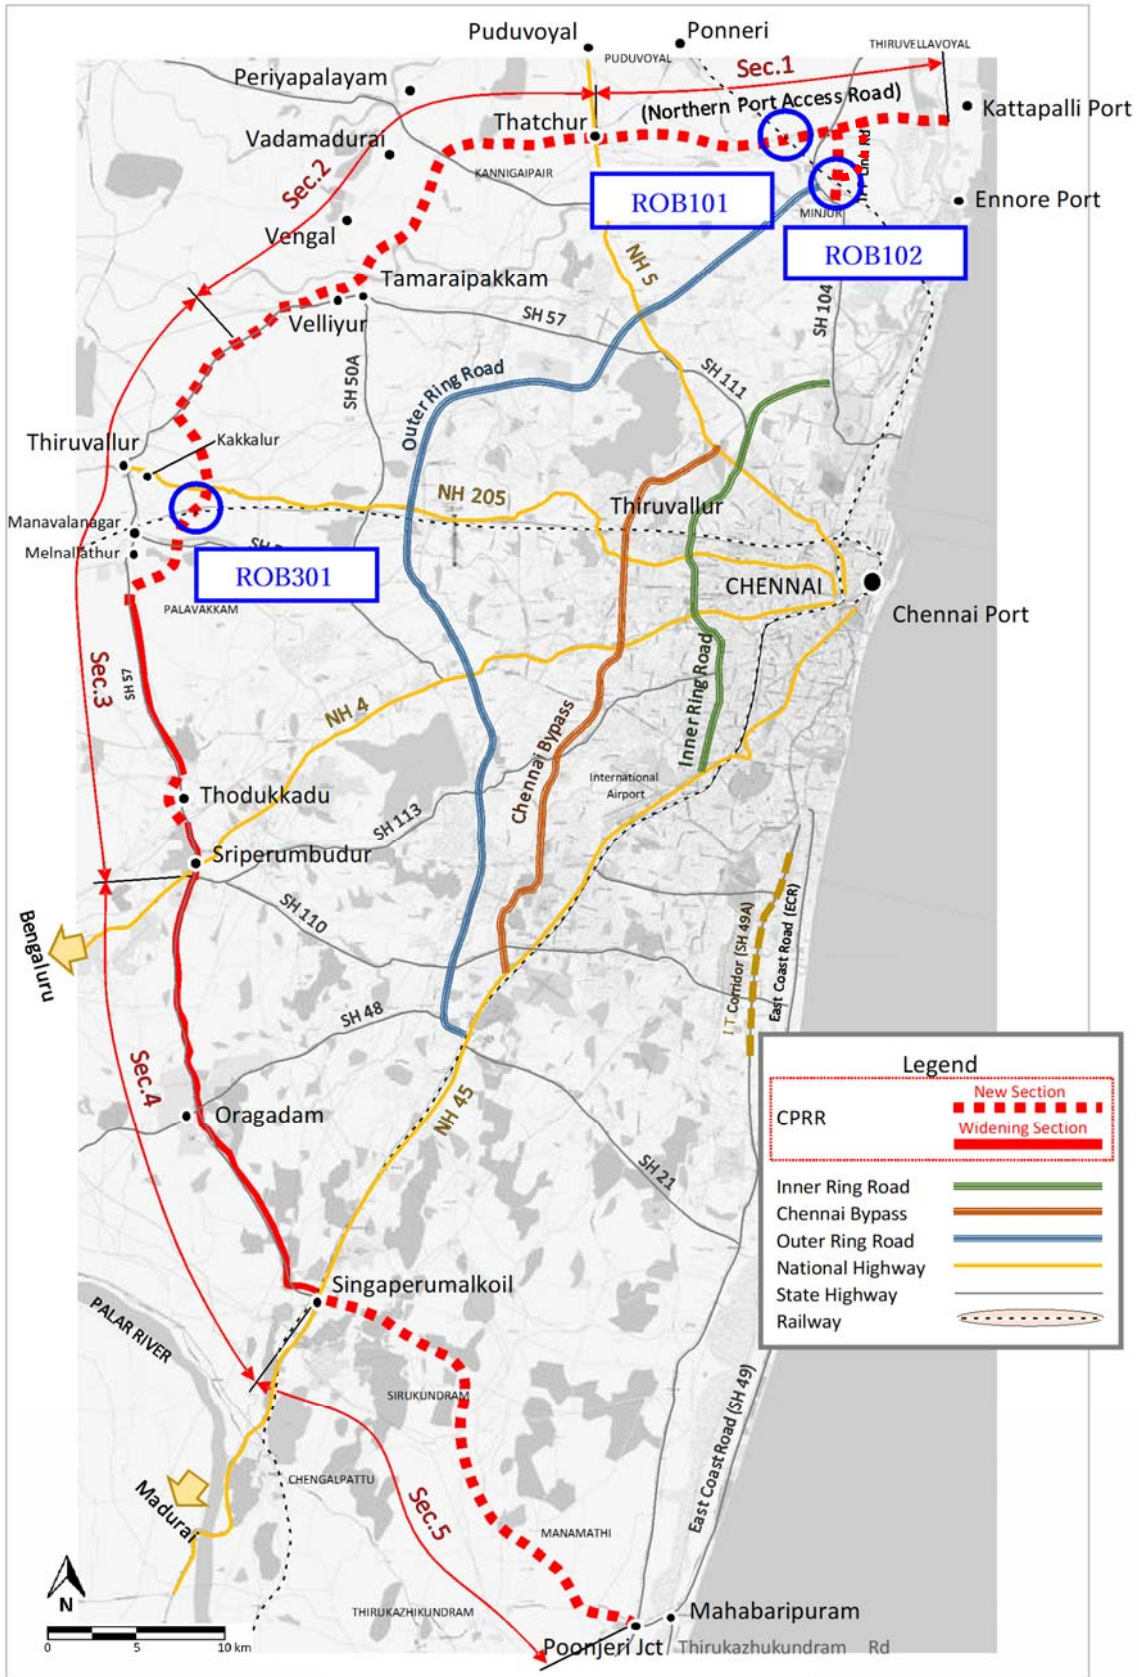 Puduvoyal
Ponneri
PUDUVOYAL
THIRUVELLAVOYAL
Sec.1
Periyapalayam
(Northern Port Access Road)
Kattapalli Port
Thatchur
Vadamadurai
KANNIGAIPAIR
Sec.2
ROB101
MINJUR
Ennore Port
Vengal
ROB102
NH 5
Tamaraipakkam
Velliyur
SH 57
SH 104
SH 50A
Outer Ring Road
SH 111
Thiruvallur
Kakkalur
NH 205
Thiruvallur
Manavalanagar
Melnallathur
ROB301
CHENNAI
PALAVAKKAM
Chennai Port
Sec.3
SH 57
Inner Ring Road
NH 4
Chennai Bypass
International
Airport
Thodukkadu
SH 113
Sriperumbudur
SH 110
Bengaluru
I T Corridor (SH 49A)
East Coast Road (ECR)
SH 48
Sec.4
Oragadam
NH 45
SH 21
Legend
New Section
CPRR
Widening Section
Inner Ring Road
Chennai Bypass
Outer Ring Road
National Highway
State Highway
Railway
Singaperumalkoil
PALAR RIVER
SIRUKUNDRAM
East Coast Road (SH 49)
CHENGALPATTU
Madurai
Sec.5
MANAMATHI
N
THIRUKAZHIKUNDRAM
Mahabaripuram
0 5 10 km
Poonjeri Jct Thirukazhukundram Rd